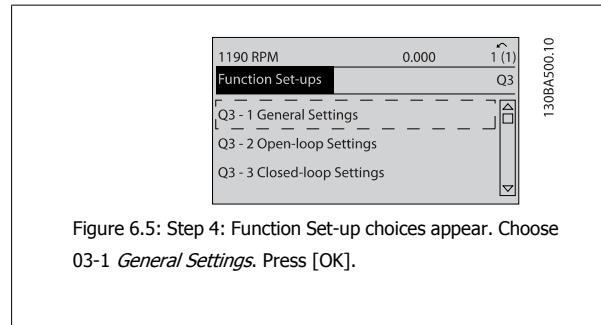 1190 RPM 0.000 1 (1)
Function Set-ups Q3
Q3 - 1 General Settings
Q3 - 2 Open-loop Settings
Q3 - 3 Closed-loop Settings
130BA500.10
Figure 6.5: Step 4: Function Set-up choices appear. Choose
03-1 General Settings. Press [OK].